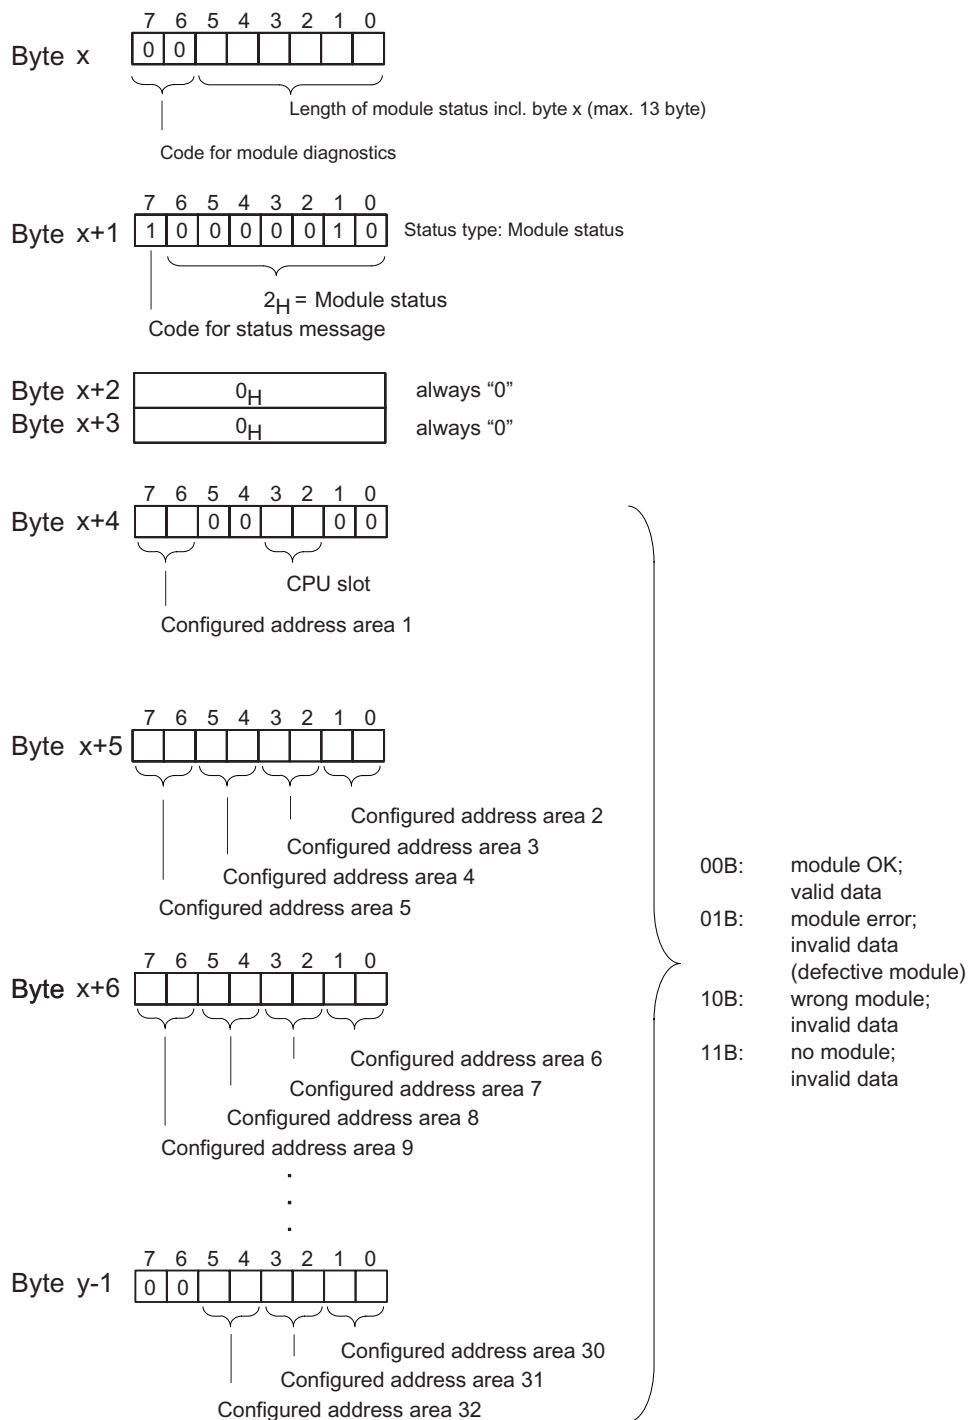 7 6 5 4 3 2 1 0
Byte x 0 0
Length of module status incl. byte x (max. 13 byte)
Code for module diagnostics
7 6 5 4 3 2 1 0
Byte x+1 1 0 0 0 0 0 1 0 Status type: Module status
2H = Module status
Code for status message
Byte x+2 0H always “0”
Byte x+3 0H always “0”
7 6 5 4 3 2 1 0
Byte x+4 0 0 0 0
CPU slot
Configured address area 1
7 6 5 4 3 2 1 0
Byte x+5
Configured address area 2
Configured address area 3
Configured address area 4
Configured address area 5
00B: module OK;
valid data
01B: module error;
invalid data
(defective module)
10B: wrong module;
invalid data
11B: no module;
invalid data
7 6 5 4 3 2 1 0
Byte x+6
Configured address area 6
Configured address area 7
Configured address area 8
Configured address area 9
.
.
.
7 6 5 4 3 2 1 0
Byte y-1 0 0
Configured address area 30
Configured address area 31
Configured address area 32